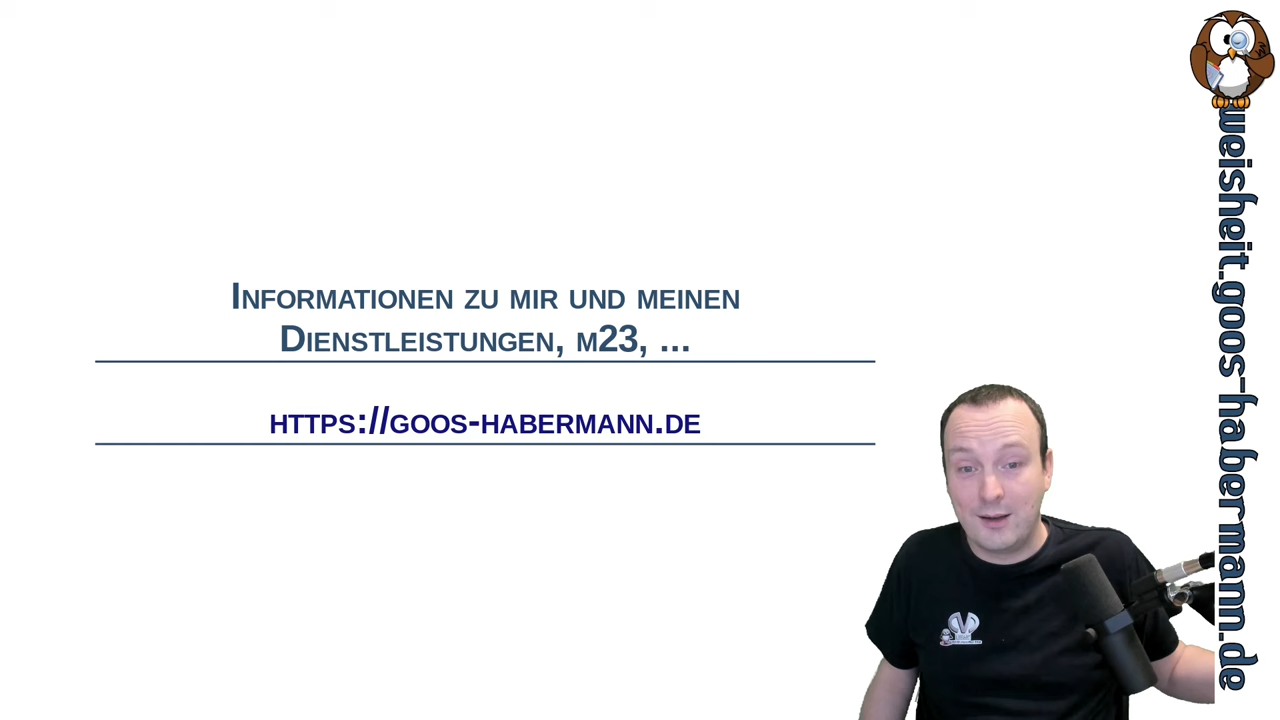 Informationen zu mir und meinen
Dienstleistungen, m23, ...
https://goos-habermann.de
weisheit.goos-habermann.de